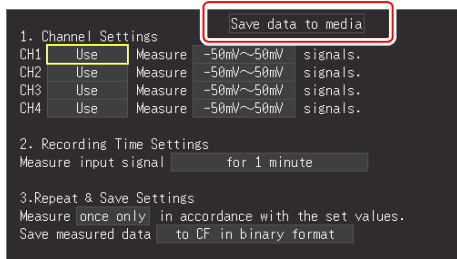 Save data to media
1. Channel Settings
CH1 Use Measure -50mV～50mV signals.
CH2 Use Measure -50mV～50mV signals.
CH3 Use Measure -50mV～50mV signals.
CH4 Use Measure -50mV～50mV signals.
2. Recording Time Settings
Measure input signal for 1 minute
3.Repeat & Save Settings
Measure once only in accordance with the set values.
Save measured data to CF in binary format